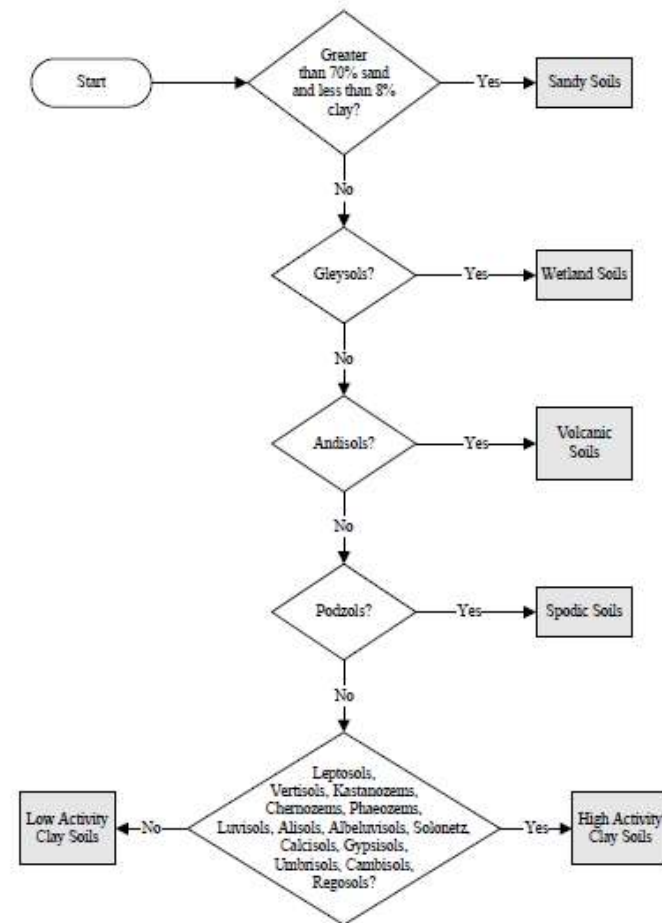 Start
Greater
than 70% sand
and less than 8%
clay?
Yes
Sandy Soils
No
Gleysols?
Yes
Wetland Soils
No
Andisols?
Yes
Volcanic
Soils
No
Podzols?
Yes
Spodic Soils
No
Leptosols,
Vertisols, Kastanozems,
Chernozems, Phaeozems,
Luvisols, Alisols, Albeluvisols, Solonetz,
Calcisols, Gypsisols,
Umbrisols, Cambisols,
Regosols?
No
Low Activity
Clay Soils
Yes
High Activity
Clay Soils